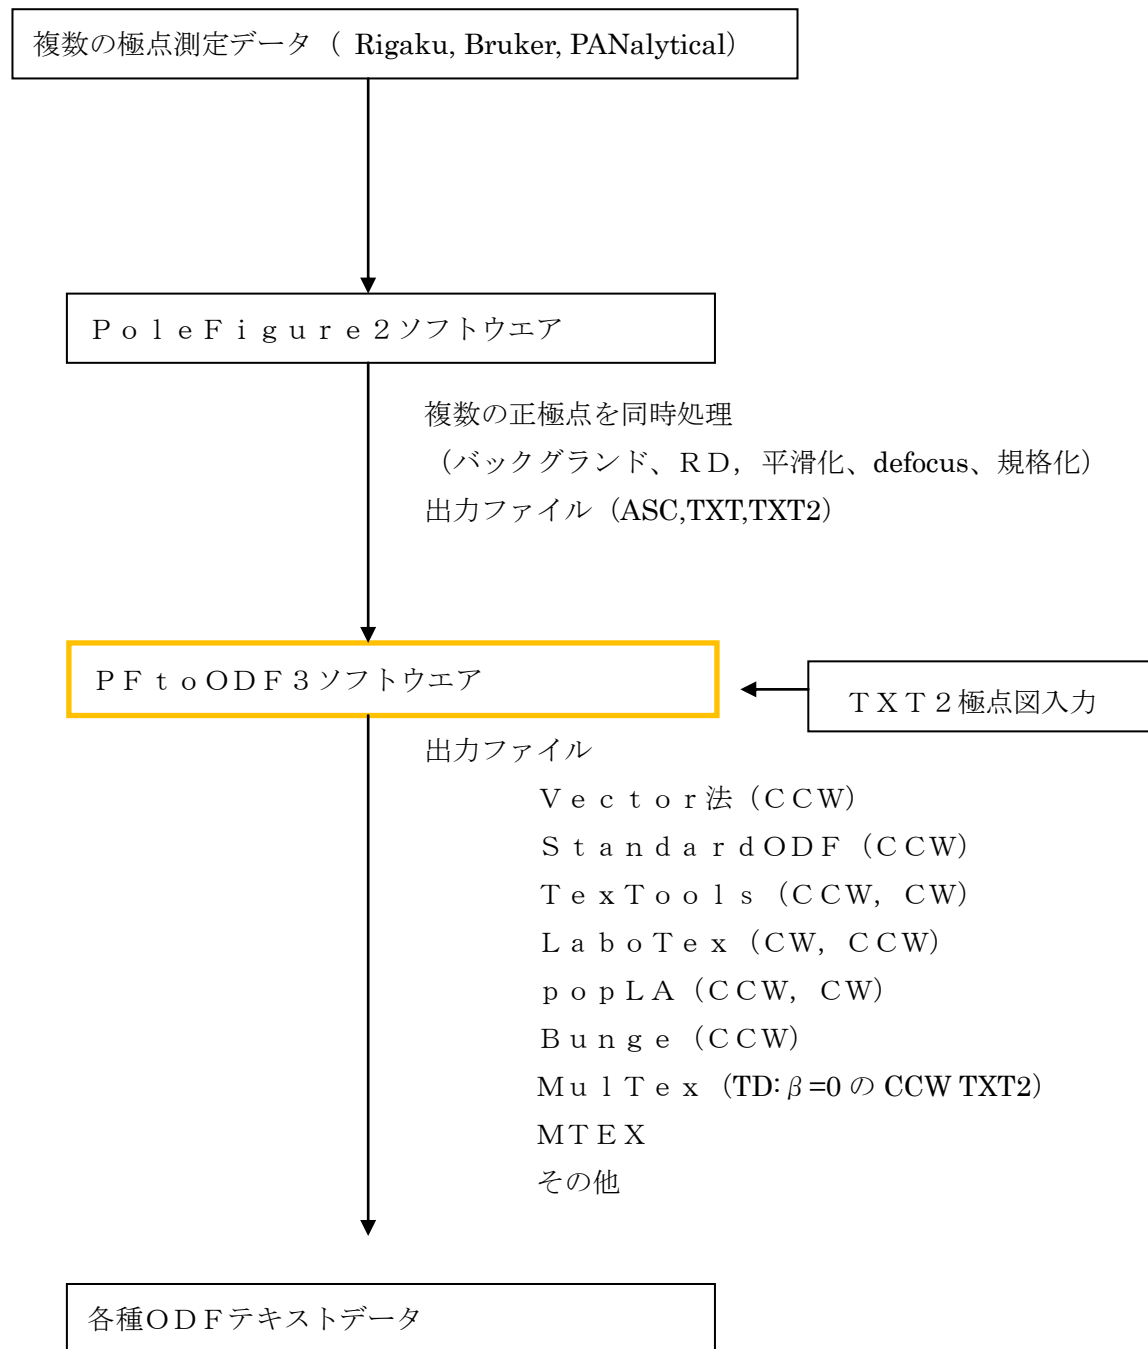 複数の極点測定データ（ Rigaku, Bruker, PANalytical）
ＰｏｌｅＦｉｇｕｒｅ２ソフトウエア
複数の正極点を同時処理
（バックグランド、ＲＤ，平滑化、defocus、規格化）
出力ファイル（ASC,TXT,TXT2）
ＰＦｔｏＯＤＦ３ソフトウエア
ＴＸＴ２極点図入力
出力ファイル
Ｖｅｃｔｏｒ法（ＣＣＷ）
ＳｔａｎｄａｒｄＯＤＦ（ＣＣＷ）
ＴｅｘＴｏｏｌｓ（ＣＣＷ，ＣＷ）
ＬａｂｏＴｅｘ（ＣＷ，ＣＣＷ）
ｐｏｐＬＡ（ＣＣＷ，ＣＷ）
Ｂｕｎｇｅ（ＣＣＷ）
ＭｕｌＴｅｘ（TD:β=0 の CCW TXT2）
ＭＴＥＸ
その他
各種ＯＤＦテキストデータ